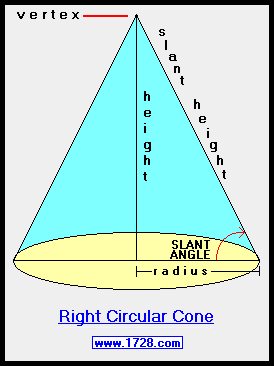 vertex
slant height
height
SLANT
ANGLE
radius
Right Circular Cone
www.1728.com